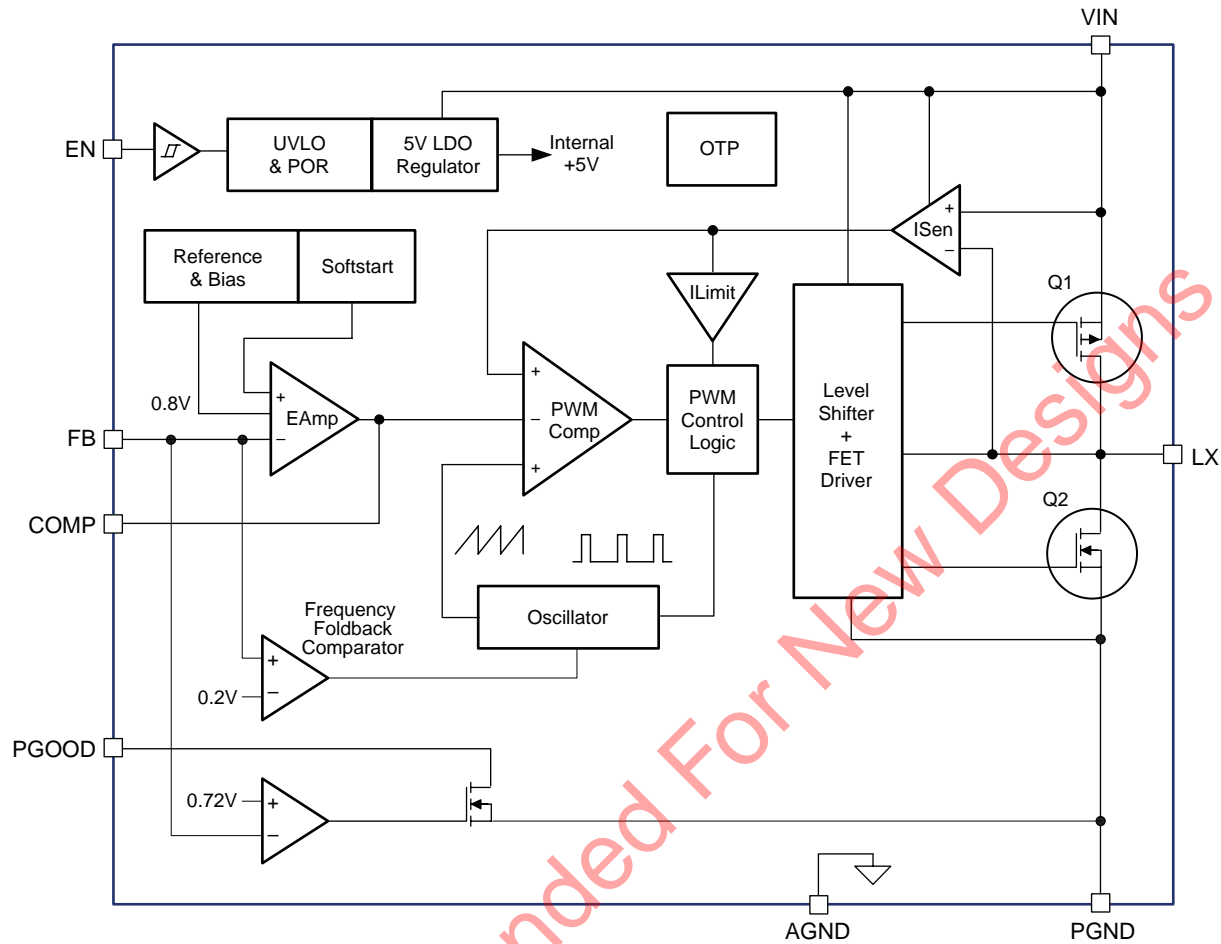 VIN
EN
UVLO
& POR
5V LDO
Regulator
Internal
+5V
OTP
+
ISen
−
Reference
& Bias
Softstart
ILimit
Q1
+
0.8V
EAmp
−
FB
+
−
PWM
Comp
+
PWM
Control
Logic
Level
Shifter
+
FET
Driver
LX
COMP
Q2
Frequency
Foldback
Comparator
Oscillator
+
0.2V
−
PGOOD
0.72V
+
−
AGND
PGND
nded For New Designs